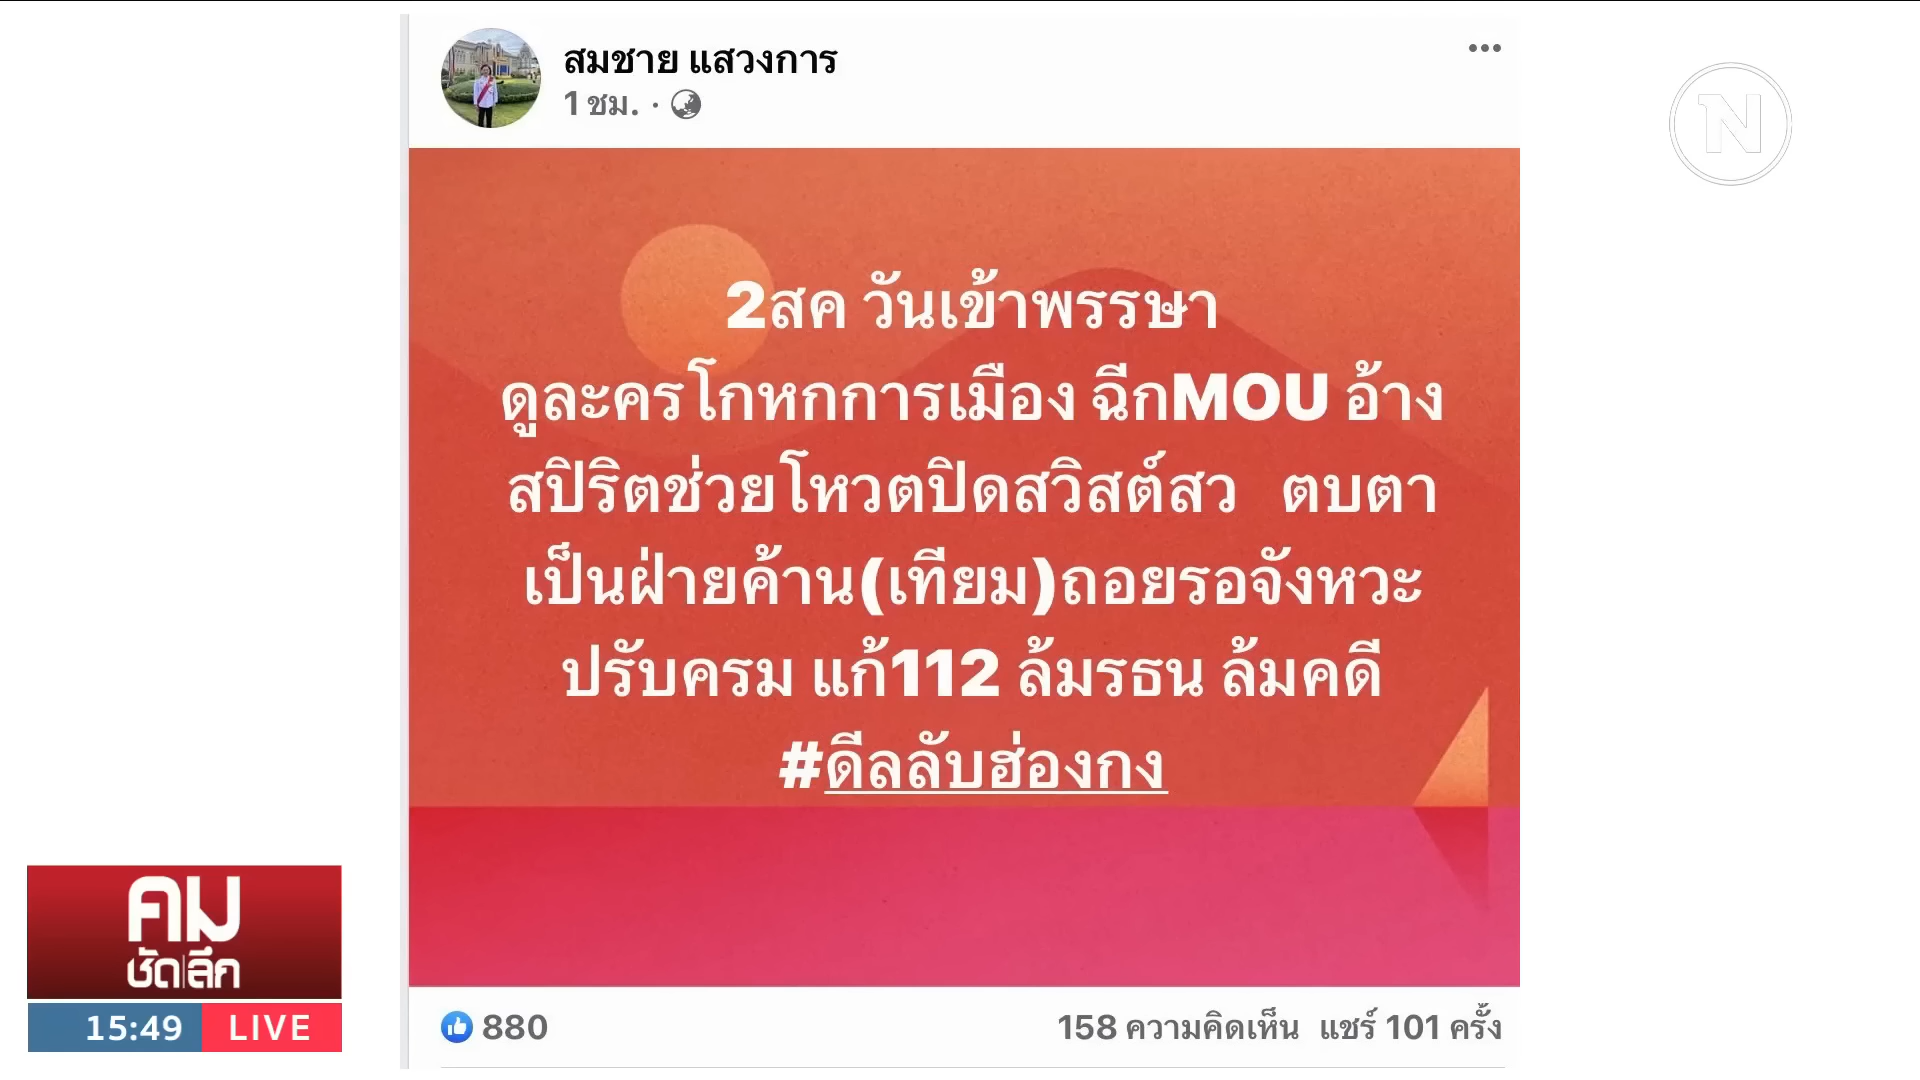 สมชาย แสวงการ
1 ชม. ·
N
2สค วันเข้าพรรษา
ดูละครโกหกการเมือง ฉีกMOU อ้าง
สปิริตช่วยโหวตปิดสวิสต์สว ตบตา
เป็นฝ่ายค้าน(เทียม)ถอยรอจังหวะ
ปรับครม แก้112 ล้มรธน ล้มคดี
#ดีลลับฮ่องกง
คม
ชัดลึก
15:49 LIVE
880
158 ความคิดเห็น แชร์ 101 ครั้ง